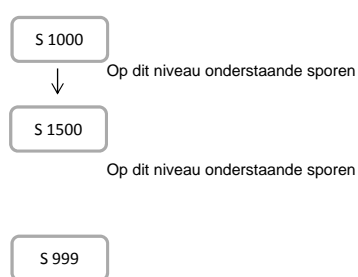 S 1000
Op dit niveau onderstaande sporen
S 1500
Op dit niveau onderstaande sporen
S 999